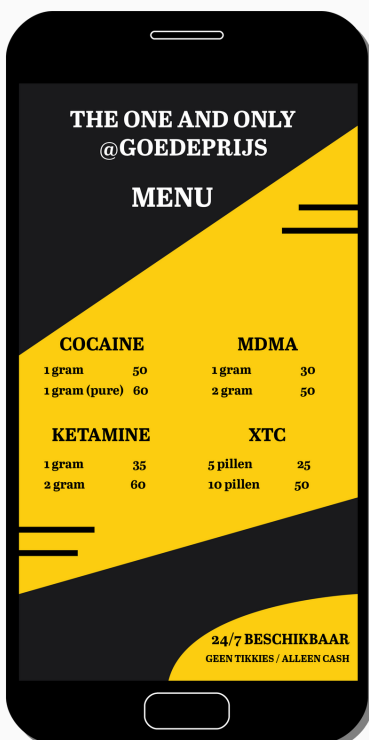 THE ONE AND ONLY
@GOEDEPRIJS
MENU
COCAINE
1 gram 50
1 gram (pure) 60
MDMA
1 gram 30
2 gram 50
KETAMINE
1 gram 35
2 gram 60
XTC
5 pillen 25
10 pillen 50
24/7 BESCHIKBAAR
GEEN TIKKIES / ALLEEN CASH